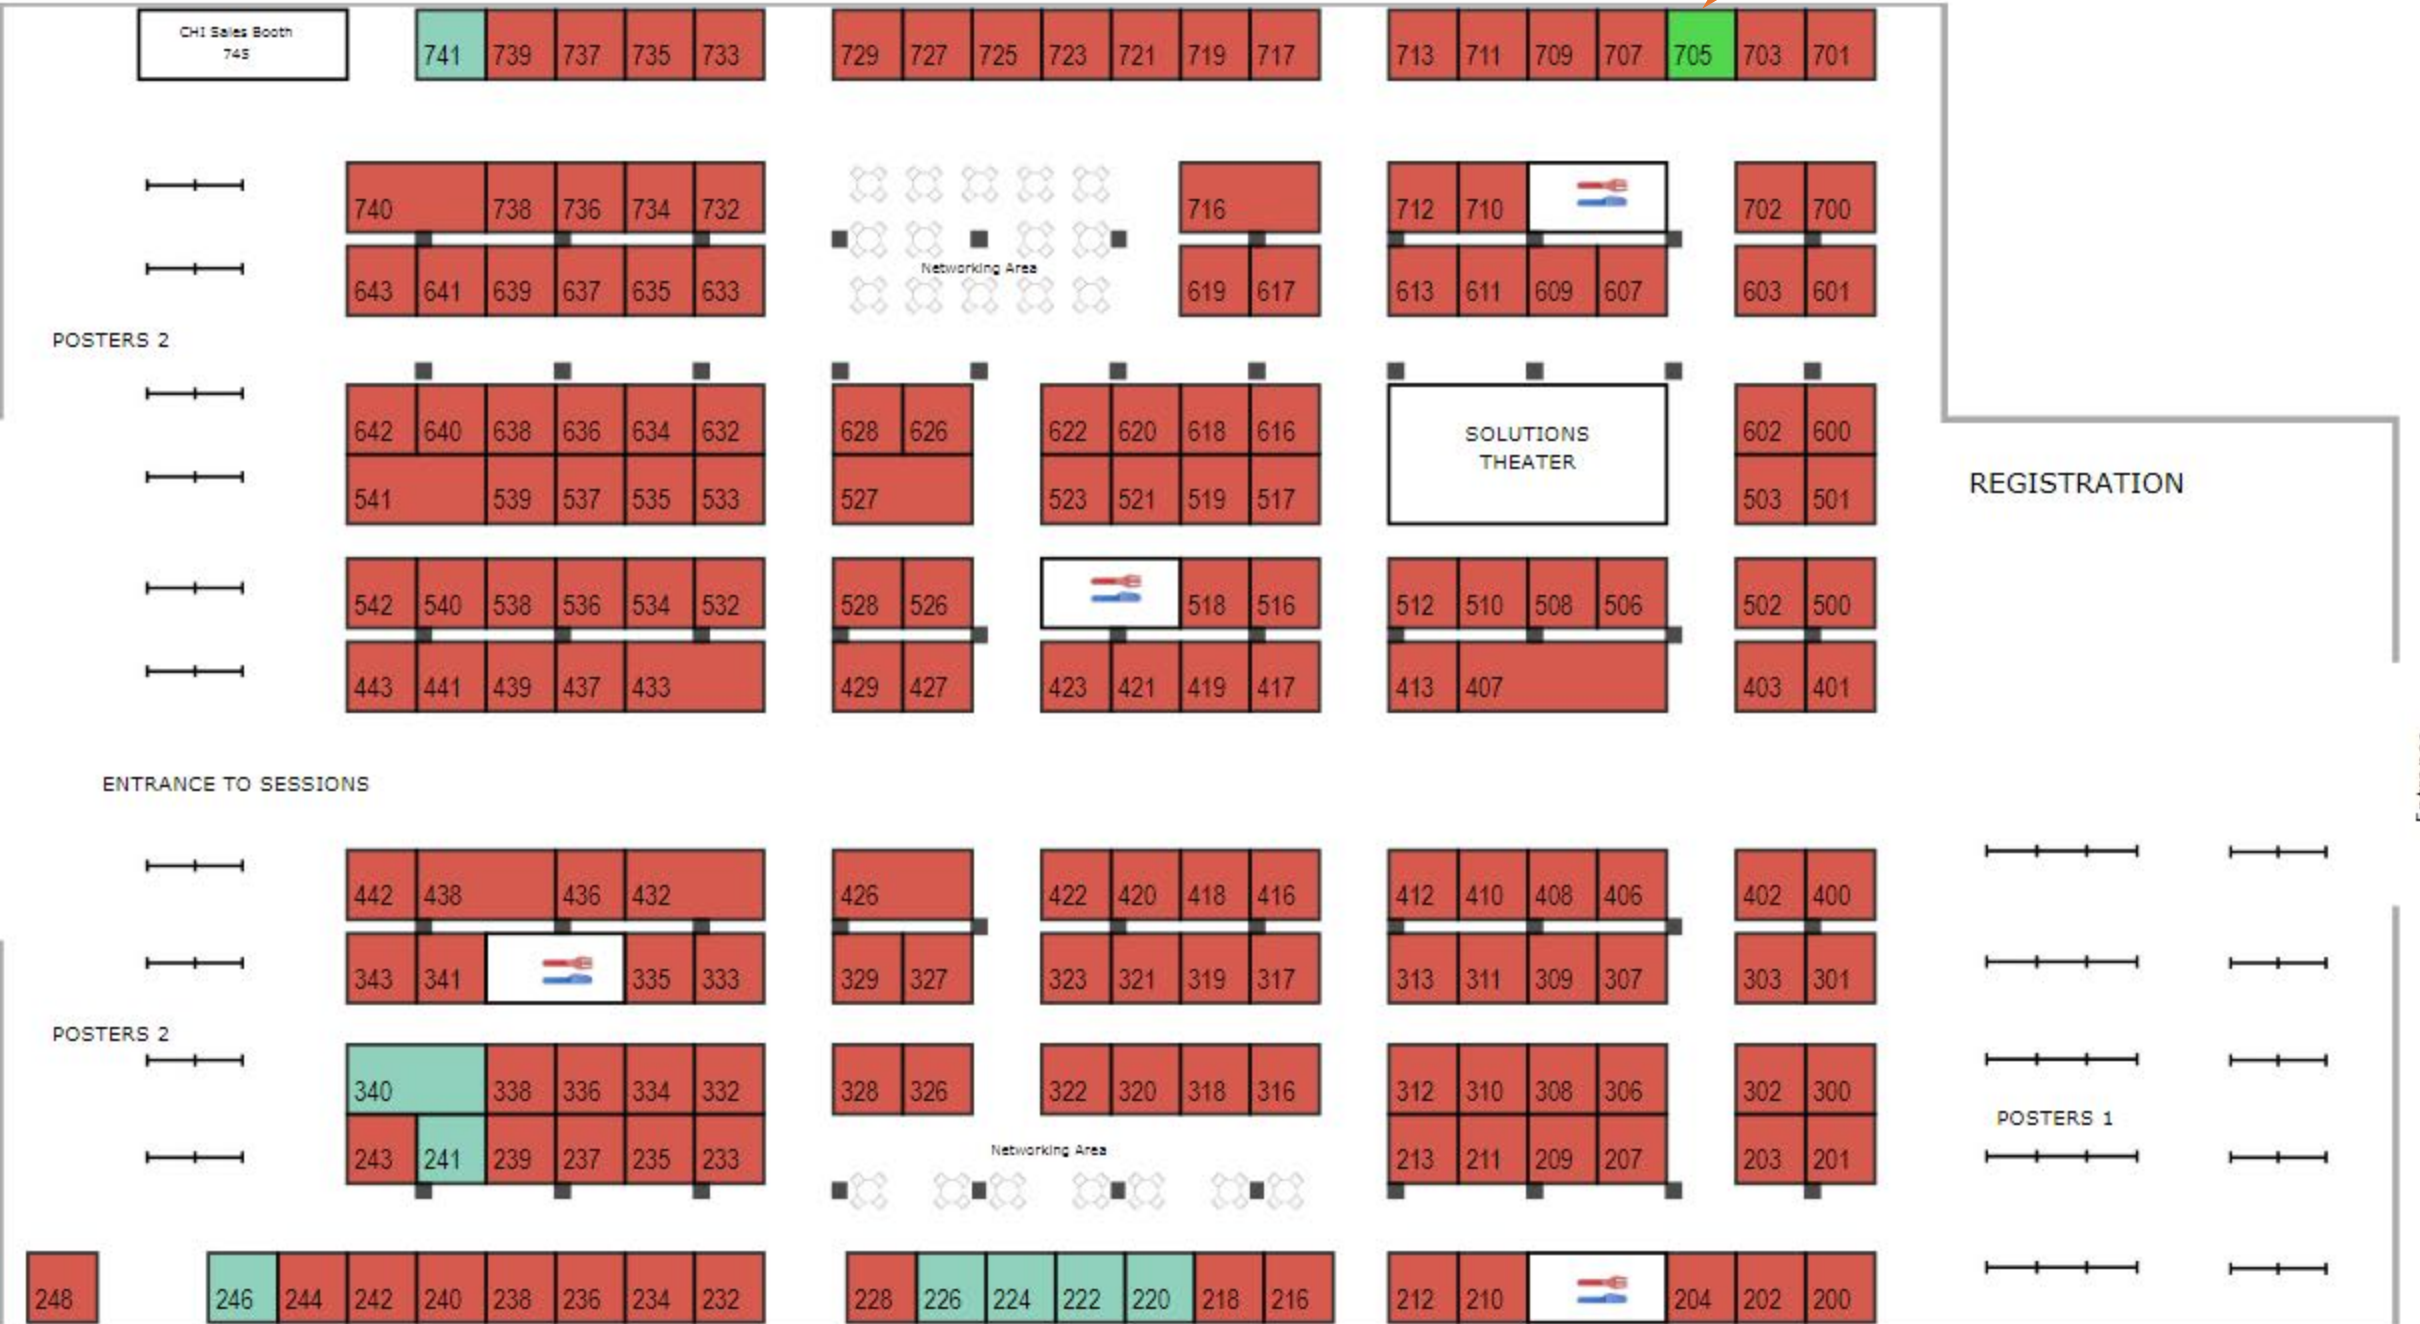 CHI Sales Booth
745
741 739 737 735 733 729 727 725 723 721 719 717 713 711 709 707 705 703 701
740 738 736 734 732 716 712 710 702 700
Networking Area
643 641 639 637 635 633 619 617 613 611 609 607 603 601
POSTERS 2
642 640 638 636 634 632 628 626 622 620 618 616 602 600
SOLUTIONS
THEATER
REGISTRATION
541 539 537 535 533 527 523 521 519 517 503 501
542 540 538 536 534 532 528 526 518 516 512 510 508 506 502 500
443 441 439 437 433 429 427 423 421 419 417 413 407 403 401
ENTRANCE TO SESSIONS
442 438 436 432 426 422 420 418 416 412 410 408 406 402 400
343 341 335 333 329 327 323 321 319 317 313 311 309 307 303 301
POSTERS 2
340 338 336 334 332 328 326 322 320 318 316 312 310 308 306 302 300
POSTERS 1
Networking Area
243 241 239 237 235 233 213 211 209 207 203 201
248 246 244 242 240 238 236 234 232 228 226 224 222 220 218 216 212 210 204 202 200